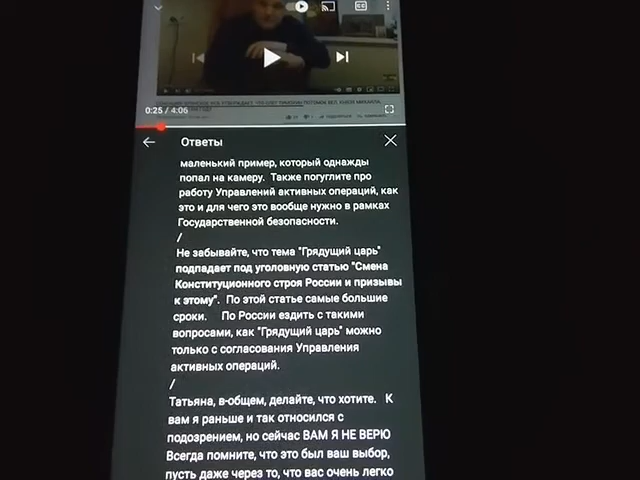 CC
0:25 / 4:06
Ответы
маленький пример, который однажды
попал на камеру. Также погуглите про
работу Управлений активных операций, как
это и для чего это вообще нужно в рамках
Государственной безопасности.
/
Не забывайте, что тема "Грядущий царь"
подпадает под уголовную статью "Смена
Конституционного строя России и призывы
к этому". По этой статье самые большие
сроки. По России ездить с такими
вопросами, как "Грядущий царь" можно
только с согласования Управления
активных операций.
/
Татьяна, в-общем, делайте, что хотите. К
вам я раньше и так относился с
подозрением, но сейчас ВАМ Я НЕ ВЕРЮ
Всегда помните, что это был ваш выбор,
пусть даже через то, что вас очень легко